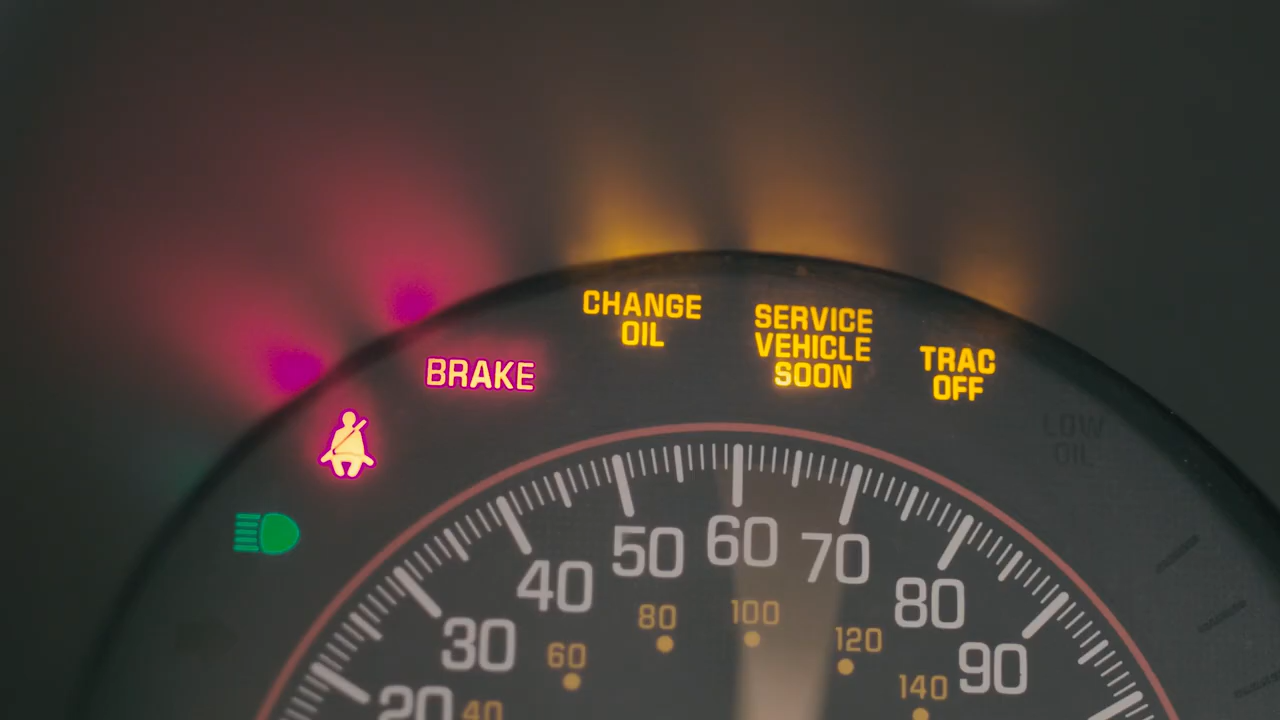 CHANGE
OIL
SERVICE
VEHICLE
SOON
TRAC
OFF
BRAKE
LOW
OIL
20
30
40
50
60
70
80
90
40
60
80
100
120
140